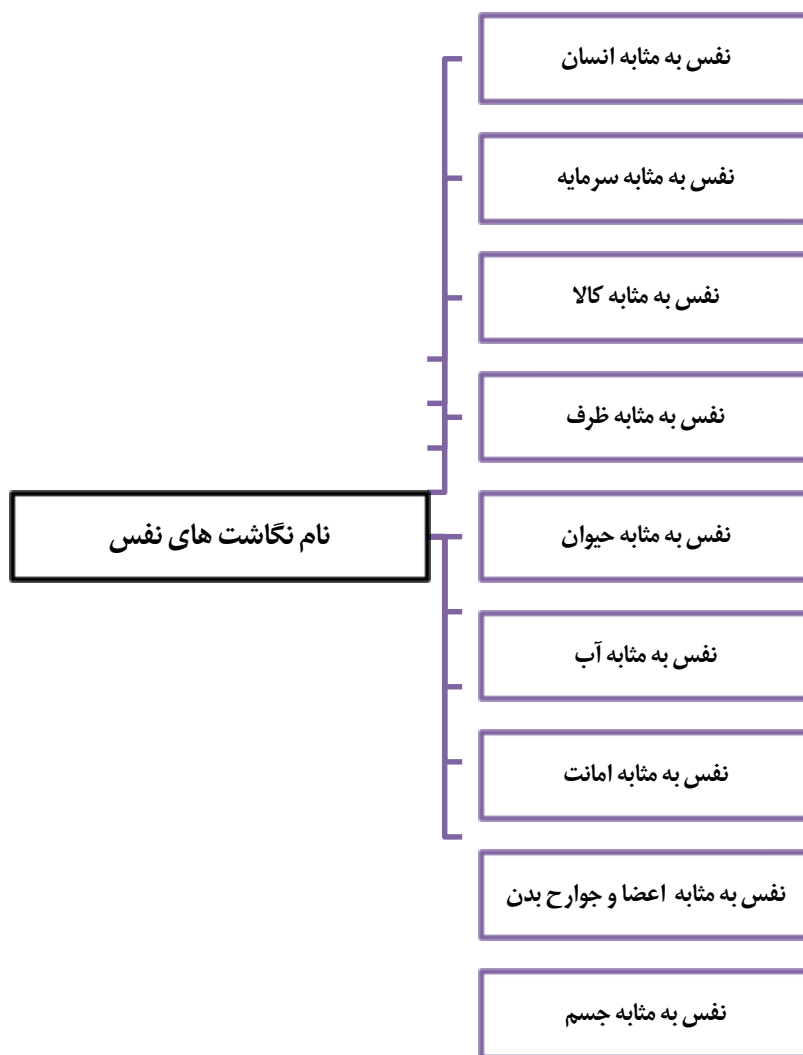 نفس به مثابه انسان
نفس به مثابه سرمایه
نفس به مثابه کالا
نفس به مثابه ظرف
نام نگاشت های نفس
نفس به مثابه حیوان
نفس به مثابه آب
نفس به مثابه امانت
نفس به مثابه اعضا و جوارح بدن
نفس به مثابه جسم